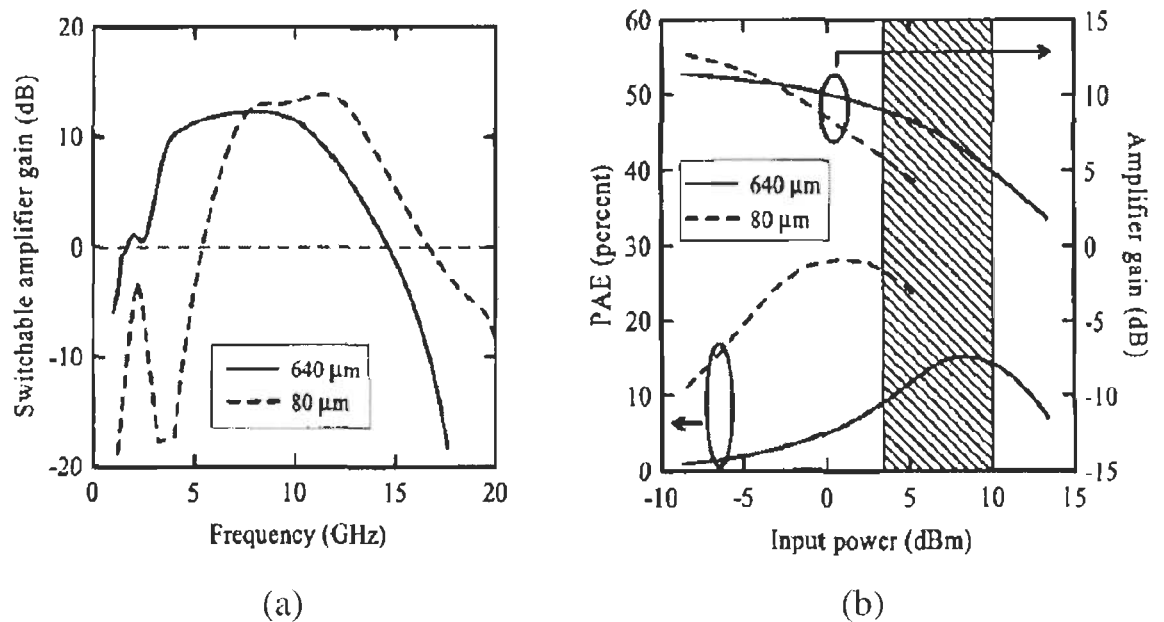 20
10
0
-10
-20
Switchable amplifier gain (dB)
640 µm
80 µm
0
5
10
15
20
Frequency (GHz)
(a)
60
50
40
30
20
10
0
PAE (percent)
640 µm
80 µm
15
10
5
0
-5
-10
-15
Amplifier gain (dB)
-10
-5
0
5
10
15
Input power (dBm)
(b)